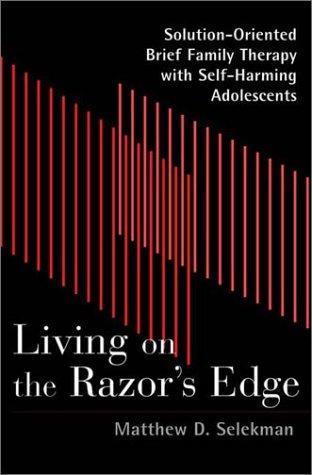 Solution-Oriented
Brief Family Therapy
with Self-Harming
Adolescents
Living on
the Razor's Edge
Matthew D. Selekman